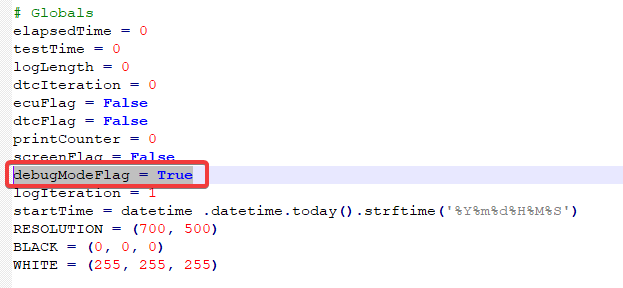 # Globals
elapsedTime = 0
testTime = 0
logLength = 0
dtcIteration = 0
ecuFlag = False
dtcFlag = False
printCounter = 0
screenFlag = False
debugModeFlag = True
logIteration = 1
startTime = datetime .datetime.today().strftime('%Y%m%d%H%M%S')
RESOLUTION = (700, 500)
BLACK = (0, 0, 0)
WHITE = (255, 255, 255)